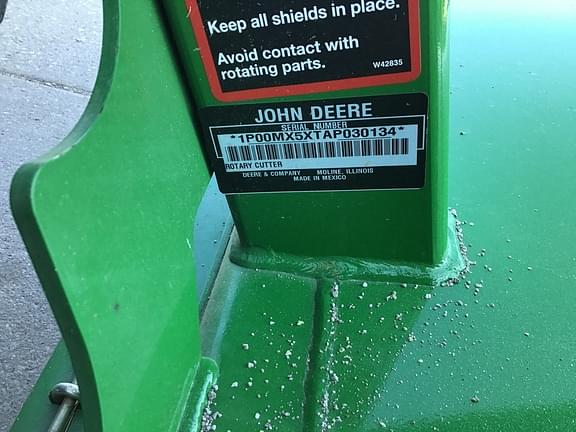 Keep all shields in place.
Avoid contact with
rotating parts.
W42835
JOHN DEERE
SERIAL NUMBER
*1P00MX5XTAP030134*
ROTARY CUTTER
DEERE & COMPANY MOLINE, ILLINOIS
MADE IN MEXICO